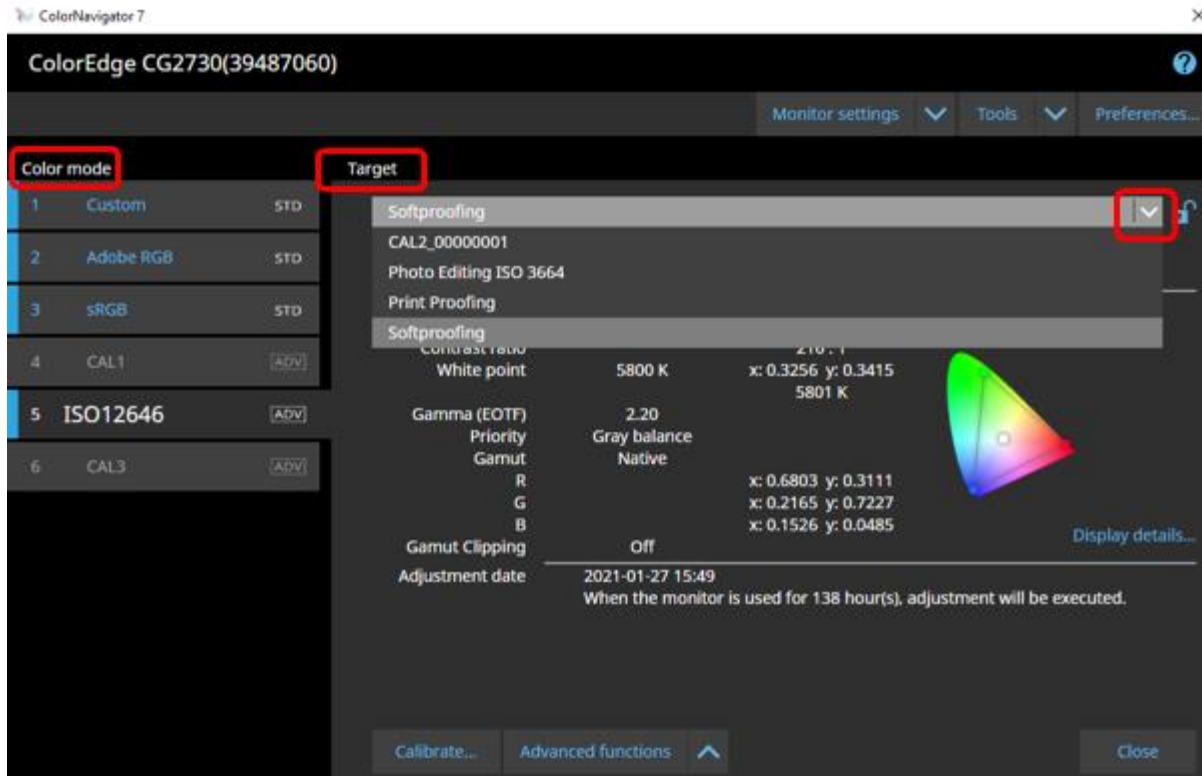 ColorNavigator 7
ColorEdge CG2730(39487060)
Monitor settings Tools Preferences...
Color mode
Target
1 Custom STD
2 Adobe RGB STD
3 sRGB STD
4 CAL1 ADV
5 ISO12646 ADV
6 CAL3 ADV
Softproofing
CAL2_00000001
Photo Editing ISO 3664
Print Proofing
Softproofing
Contrast ratio 216 : 1
White point 5800 K x: 0.3256 y: 0.3415
5801 K
Gamma (EOTF) 2.20
Priority Gray balance
Gamut Native
R x: 0.6803 y: 0.3111
G x: 0.2165 y: 0.7227
B x: 0.1526 y: 0.0485
Gamut Clipping Off
Display details...
Adjustment date 2021-01-27 15:49
When the monitor is used for 138 hour(s), adjustment will be executed.
Calibrate... Advanced functions Close